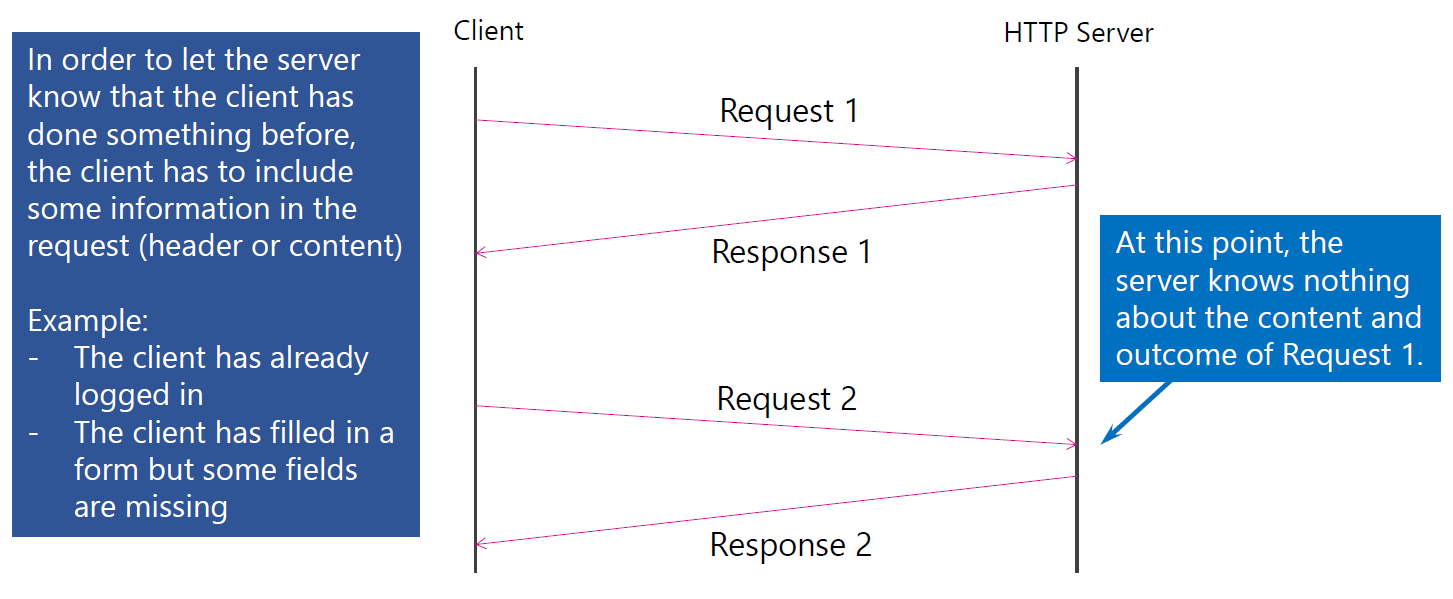 Client
HTTP Server
In order to let the server
know that the client has
done something before,
the client has to include
some information in the
request (header or content)
Example:
- The client has already
logged in
- The client has filled in a
form but some fields
are missing
Request 1
Response 1
At this point, the
server knows nothing
about the content and
outcome of Request 1.
Request 2
Response 2